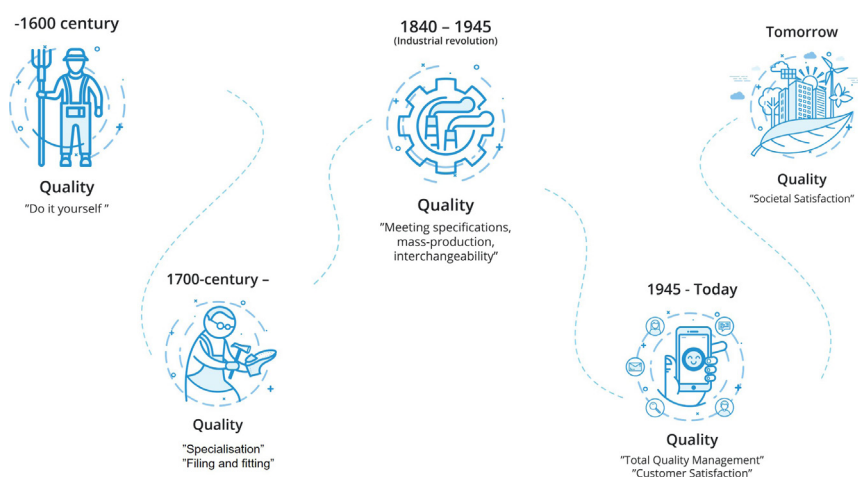 -1600 century
Quality
”Do it yourself ”
1700-century –
Quality
”Specialisation”
”Filing and fitting”
1840 – 1945
(Industrial revolution)
Quality
”Meeting specifications,
mass-production,
interchangeability”
1945 - Today
Quality
”Total Quality Management”
”Customer Satisfaction”
Tomorrow
Quality
”Societal Satisfaction”